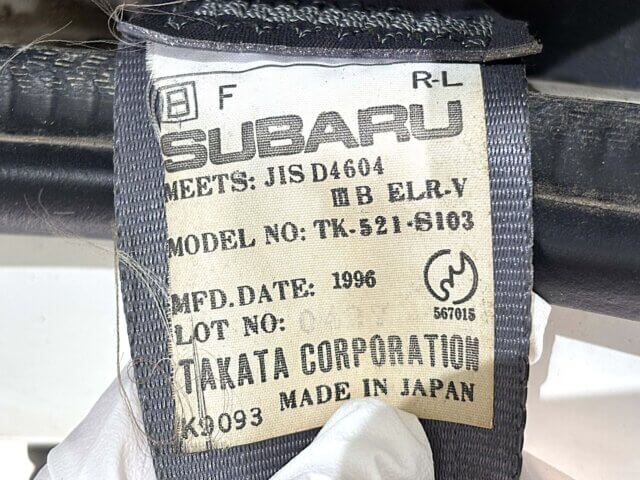 日 F R-L
SUBARU
MEETS: JIS D4604
ⅢB ELR-V
MODEL NO: TK-521-S103
MFD.DATE: 1996
567015
LOT NO:
TAKATA CORPORATION
K9093 MADE IN JAPAN